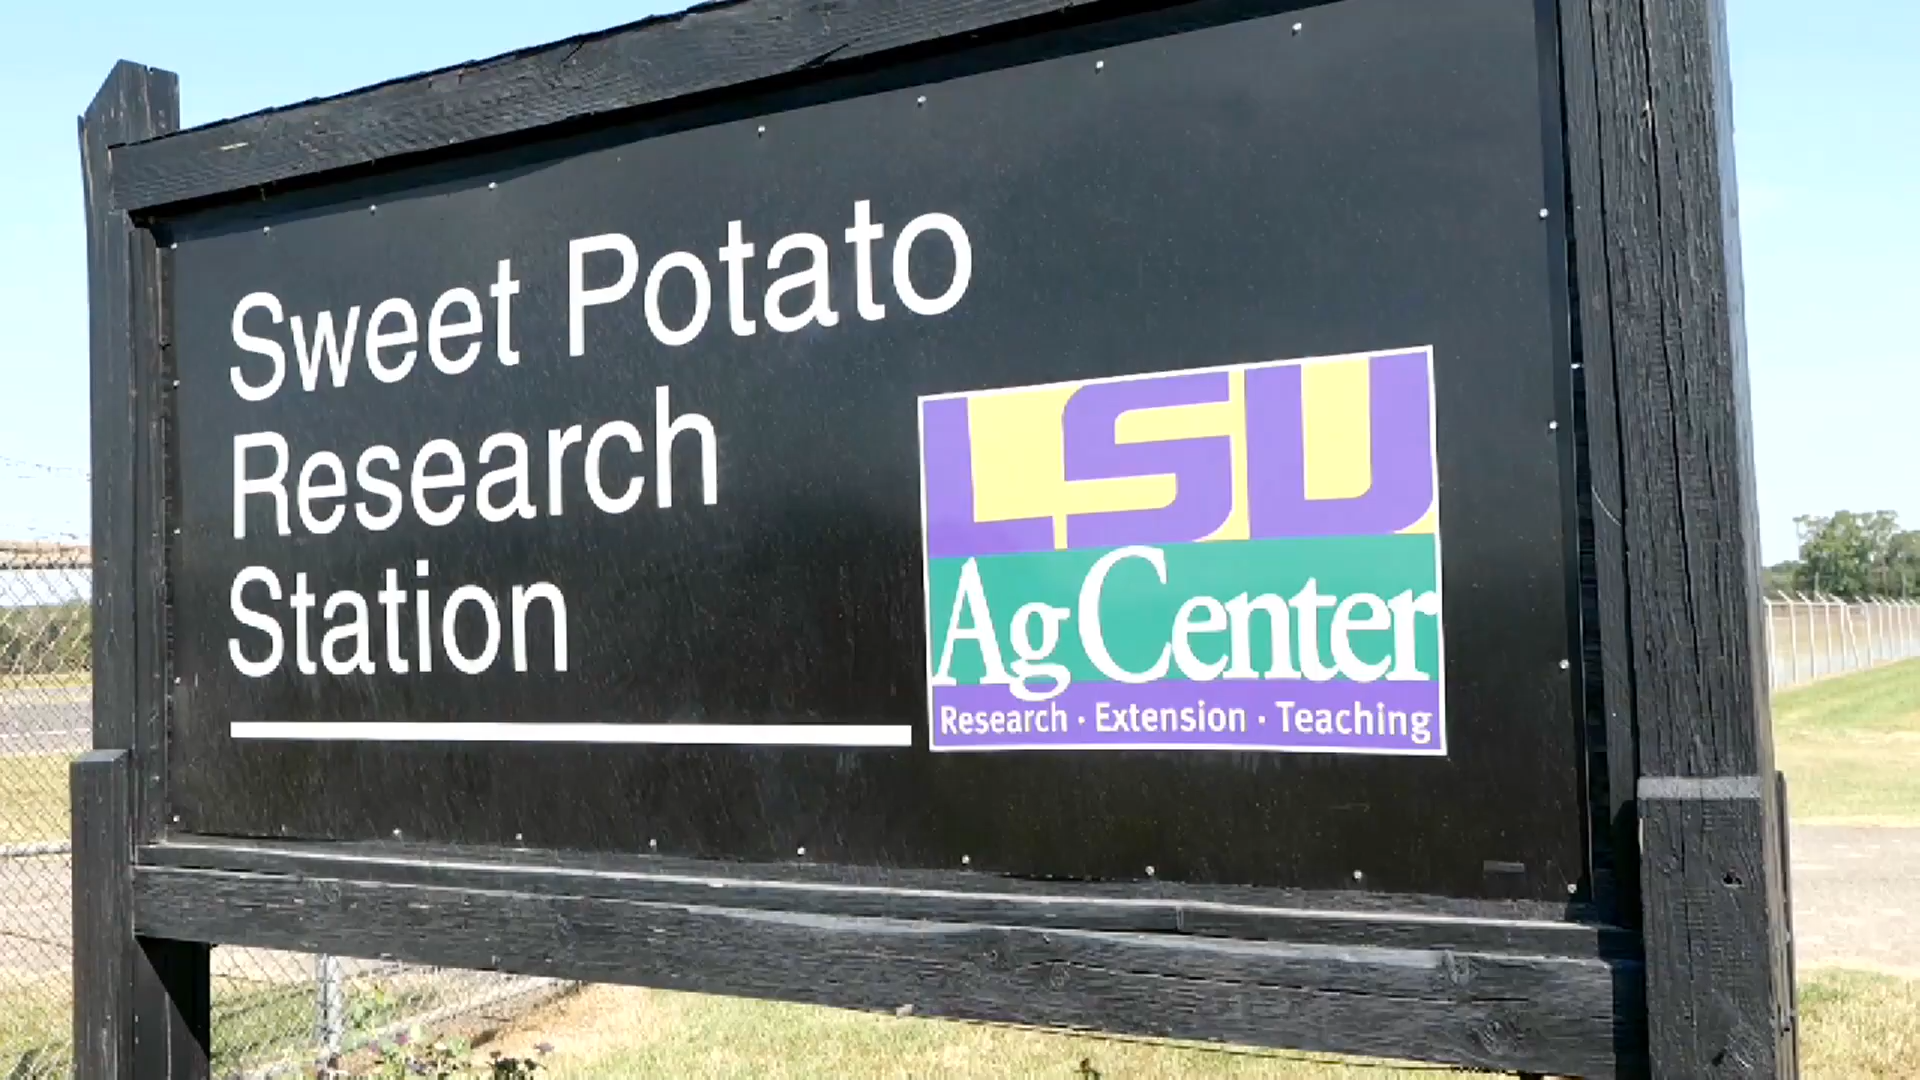 Sweet Potato
Research
Station
LSU
AgCenter
Research · Extension · Teaching